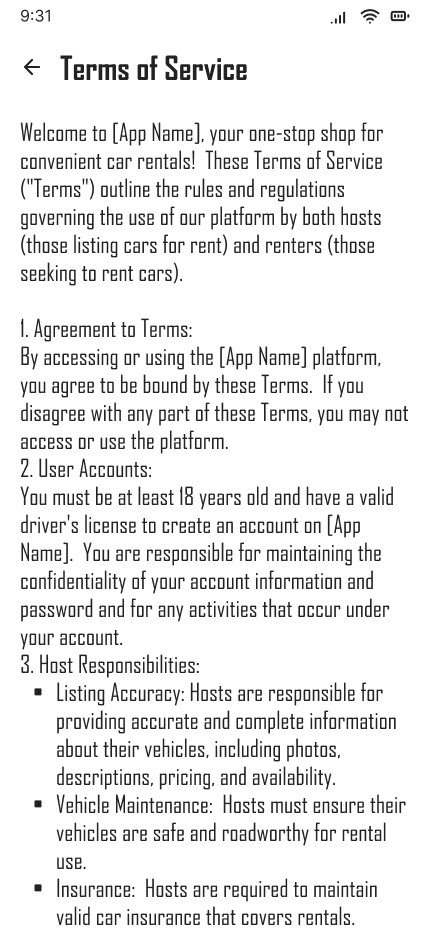 9:31
Terms of Service
Welcome to [App Name], your one-stop shop for
convenient car rentals!  These Terms of Service
("Terms") outline the rules and regulations
governing the use of our platform by both hosts
(those listing cars for rent) and renters (those
seeking to rent cars).
1. Agreement to Terms:
By accessing or using the [App Name] platform,
you agree to be bound by these Terms.  If you
disagree with any part of these Terms, you may not
access or use the platform.
2. User Accounts:
You must be at least 18 years old and have a valid
driver's license to create an account on [App
Name].  You are responsible for maintaining the
confidentiality of your account information and
password and for any activities that occur under
your account.
3. Host Responsibilities:
▪ Listing Accuracy: Hosts are responsible for
providing accurate and complete information
about their vehicles, including photos,
descriptions, pricing, and availability.
▪ Vehicle Maintenance:  Hosts must ensure their
vehicles are safe and roadworthy for rental
use.
▪ Insurance:  Hosts are required to maintain
valid car insurance that covers rentals.